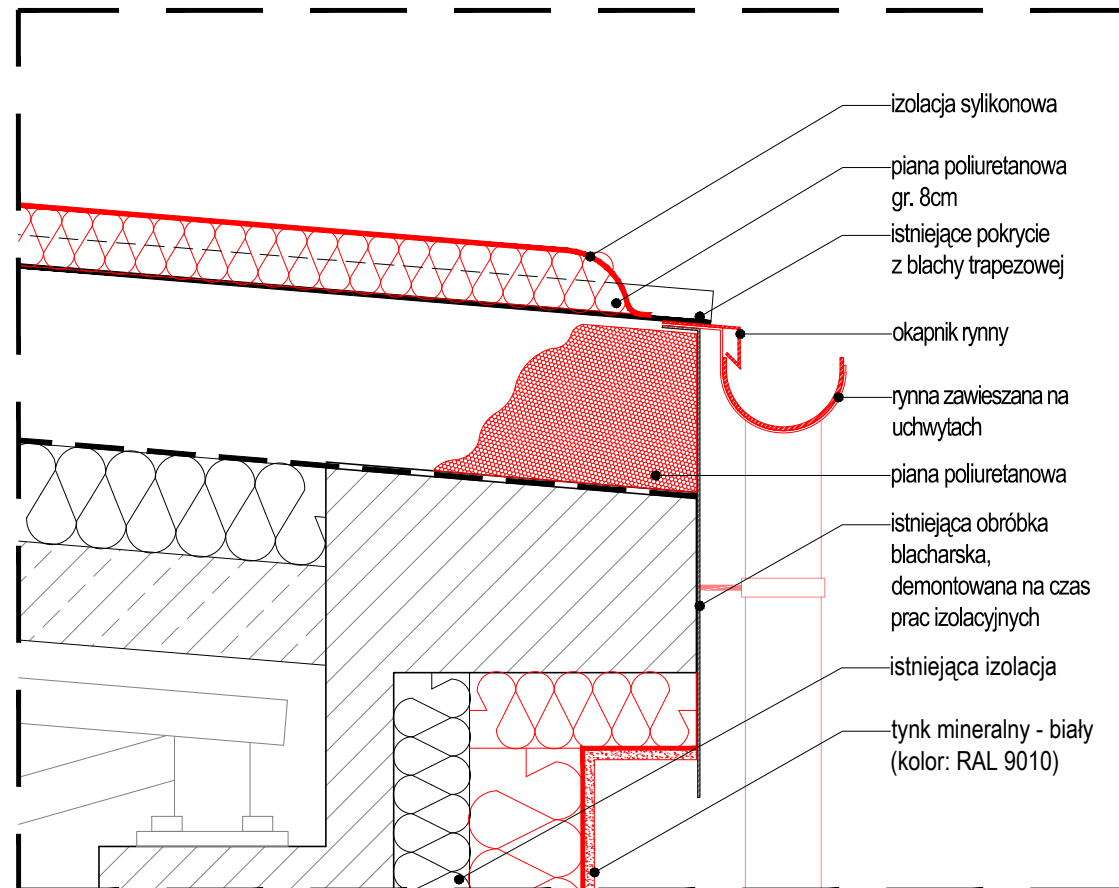 izolacja sylikonowa
piana poliuretanowa
gr. 8cm
istniejące pokrycie
z blachy trapezowej
okapnik rynny
rynna zawieszana na
uchwytach
piana poliuretanowa
istniejąca obróbka
blacharska,
demontowana na czas
prac izolacyjnych
istniejąca izolacja
tynk mineralny - biały
(kolor: RAL 9010)